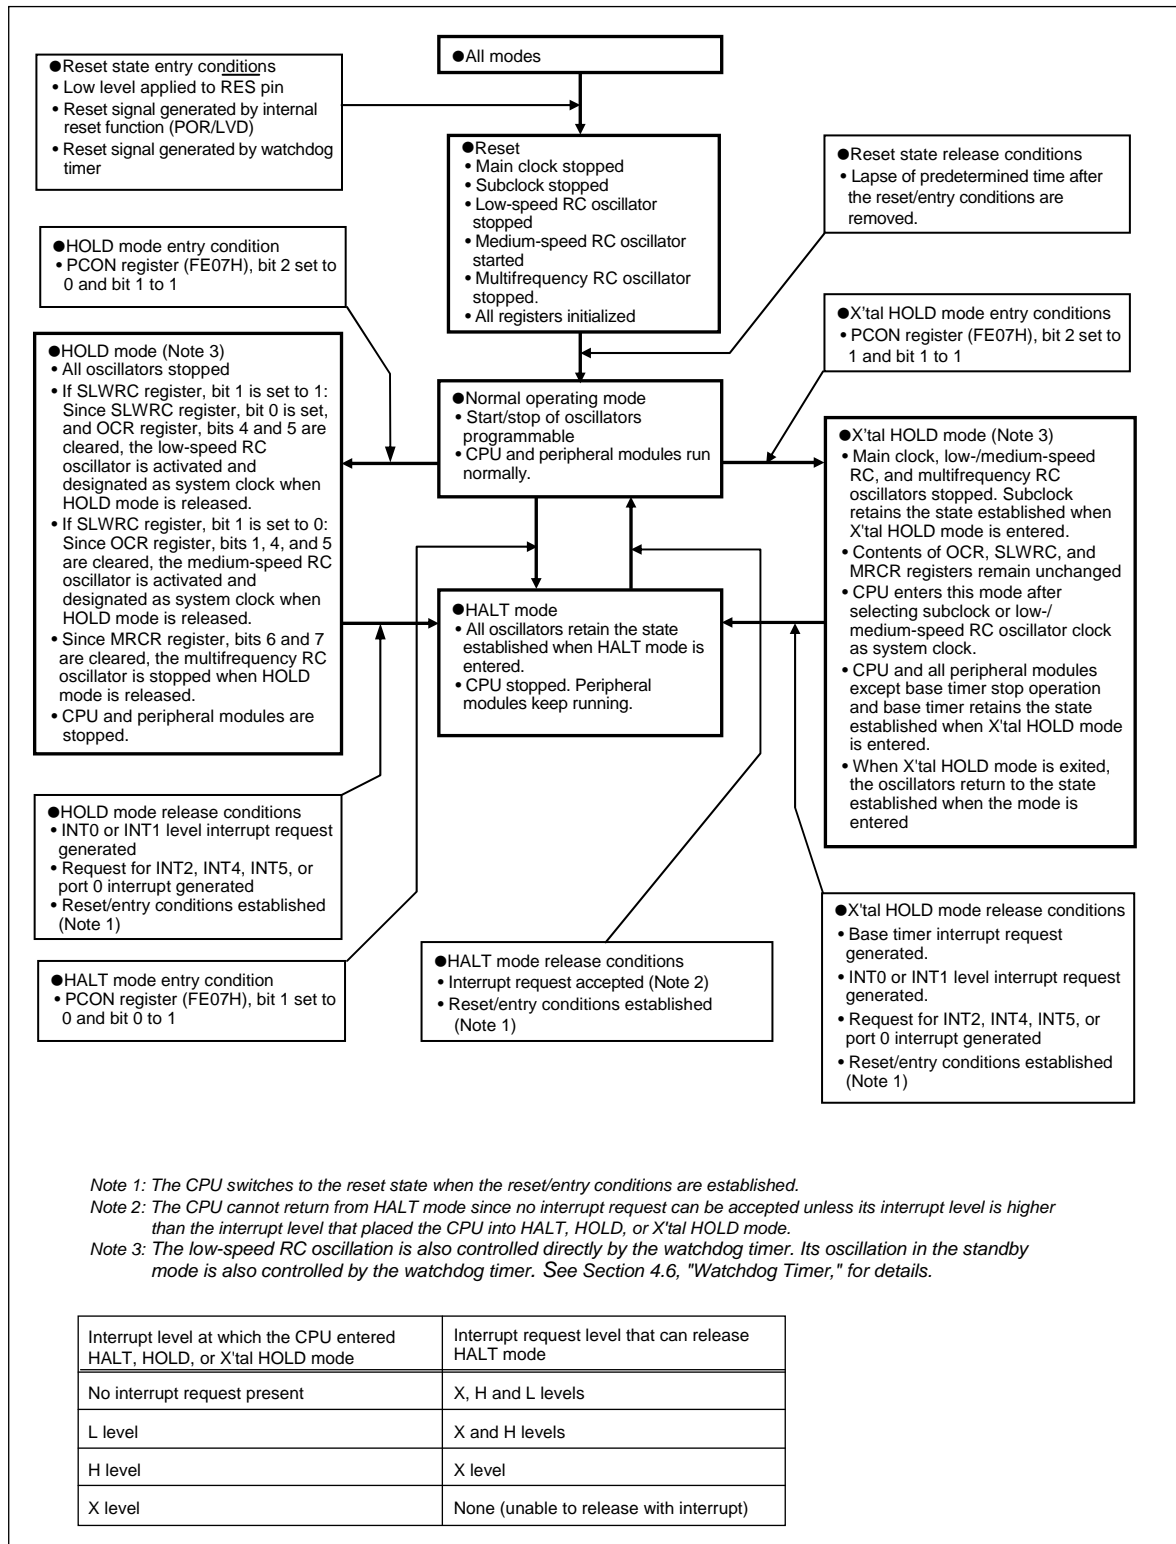 ●All modes
●Reset state entry conditions
• Low level applied to RES pin
• Reset signal generated by internal
reset function (POR/LVD)
• Reset signal generated by watchdog
timer
●Reset
• Main clock stopped
• Subclock stopped
• Low-speed RC oscillator
stopped
• Medium-speed RC oscillator
started
• Multifrequency RC oscillator
stopped.
• All registers initialized
●Reset state release conditions
• Lapse of predetermined time after
the reset/entry conditions are
removed.
●HOLD mode entry condition
• PCON register (FE07H), bit 2 set to
0 and bit 1 to 1
●X'tal HOLD mode entry conditions
• PCON register (FE07H), bit 2 set to
1 and bit 1 to 1
●HOLD mode (Note 3)
• All oscillators stopped
• If SLWRC register, bit 1 is set to 1:
Since SLWRC register, bit 0 is set,
and OCR register, bits 4 and 5 are
cleared, the low-speed RC
oscillator is activated and
designated as system clock when
HOLD mode is released.
• If SLWRC register, bit 1 is set to 0:
Since OCR register, bits 1, 4, and 5
are cleared, the medium-speed RC
oscillator is activated and
designated as system clock when
HOLD mode is released.
• Since MRCR register, bits 6 and 7
are cleared, the multifrequency RC
oscillator is stopped when HOLD
mode is released.
• CPU and peripheral modules are
stopped.
●Normal operating mode
• Start/stop of oscillators
programmable
• CPU and peripheral modules run
normally.
●X'tal HOLD mode (Note 3)
• Main clock, low-/medium-speed
RC, and multifrequency RC
oscillators stopped. Subclock
retains the state established when
X'tal HOLD mode is entered.
• Contents of OCR, SLWRC, and
MRCR registers remain unchanged
• CPU enters this mode after
selecting subclock or low-/
medium-speed RC oscillator clock
as system clock.
• CPU and all peripheral modules
except base timer stop operation
and base timer retains the state
established when X'tal HOLD mode
is entered.
• When X'tal HOLD mode is exited,
the oscillators return to the state
established when the mode is
entered
●HALT mode
• All oscillators retain the state
established when HALT mode is
entered.
• CPU stopped. Peripheral
modules keep running.
●HOLD mode release conditions
• INT0 or INT1 level interrupt request
generated
• Request for INT2, INT4, INT5, or
port 0 interrupt generated
• Reset/entry conditions established
(Note 1)
●HALT mode entry condition
• PCON register (FE07H), bit 1 set to
0 and bit 0 to 1
●HALT mode release conditions
• Interrupt request accepted (Note 2)
• Reset/entry conditions established
(Note 1)
●X'tal HOLD mode release conditions
• Base timer interrupt request
generated.
• INT0 or INT1 level interrupt request
generated.
• Request for INT2, INT4, INT5, or
port 0 interrupt generated
• Reset/entry conditions established
(Note 1)
Note 1: The CPU switches to the reset state when the reset/entry conditions are established.
Note 2: The CPU cannot return from HALT mode since no interrupt request can be accepted unless its interrupt level is higher
than the interrupt level that placed the CPU into HALT, HOLD, or X'tal HOLD mode.
Note 3: The low-speed RC oscillation is also controlled directly by the watchdog timer. Its oscillation in the standby
mode is also controlled by the watchdog timer. See Section 4.6, "Watchdog Timer," for details.
Interrupt level at which the CPU entered
HALT, HOLD, or X'tal HOLD mode
Interrupt request level that can release
HALT mode
No interrupt request present
X, H and L levels
L level
X and H levels
H level
X level
X level
None (unable to release with interrupt)